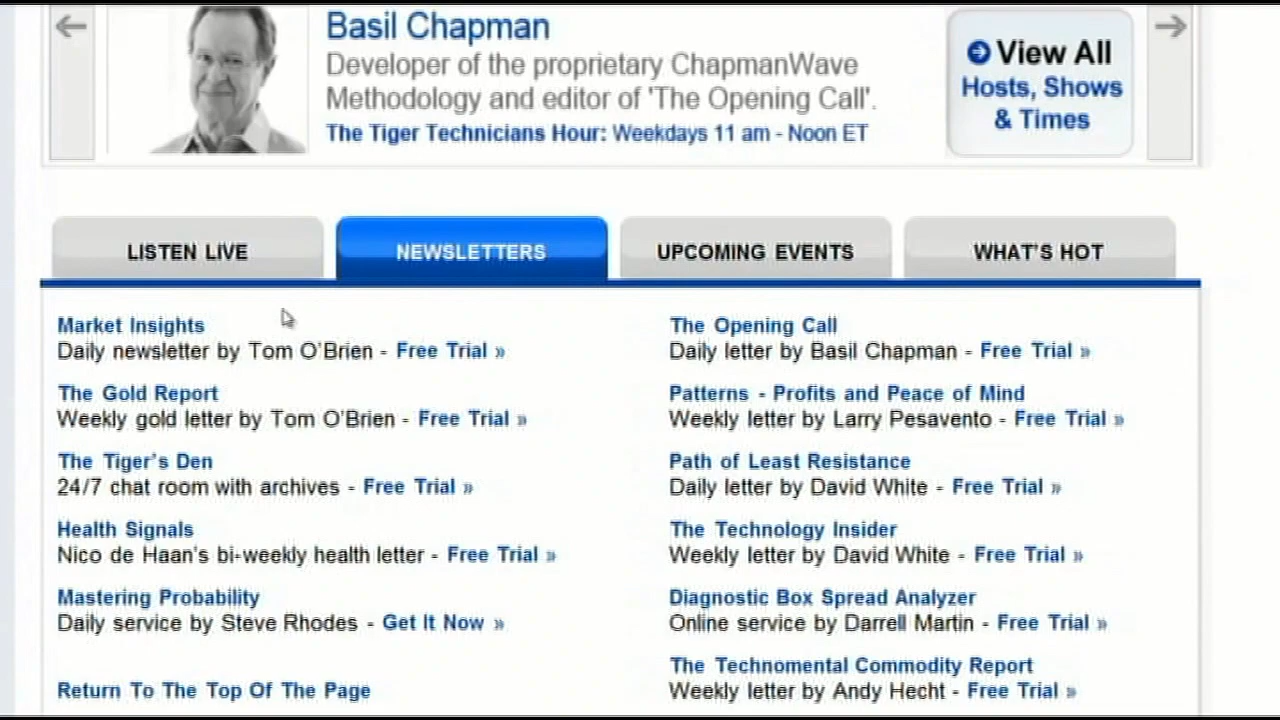 Basil Chapman
Developer of the proprietary ChapmanWave
Methodology and editor of 'The Opening Call'.
The Tiger Technicians Hour: Weekdays 11 am - Noon ET
View All
Hosts, Shows
& Times
LISTEN LIVE
NEWSLETTERS
UPCOMING EVENTS
WHAT'S HOT
Market Insights
Daily newsletter by Tom O'Brien - Free Trial »
The Gold Report
Weekly gold letter by Tom O'Brien - Free Trial »
The Tiger's Den
24/7 chat room with archives - Free Trial »
Health Signals
Nico de Haan's bi-weekly health letter - Free Trial »
Mastering Probability
Daily service by Steve Rhodes - Get It Now »
Return To The Top Of The Page
The Opening Call
Daily letter by Basil Chapman - Free Trial »
Patterns - Profits and Peace of Mind
Weekly letter by Larry Pesavento - Free Trial »
Path of Least Resistance
Daily letter by David White - Free Trial »
The Technology Insider
Weekly letter by David White - Free Trial »
Diagnostic Box Spread Analyzer
Online service by Darrell Martin - Free Trial »
The Technomental Commodity Report
Weekly letter by Andy Hecht - Free Trial »